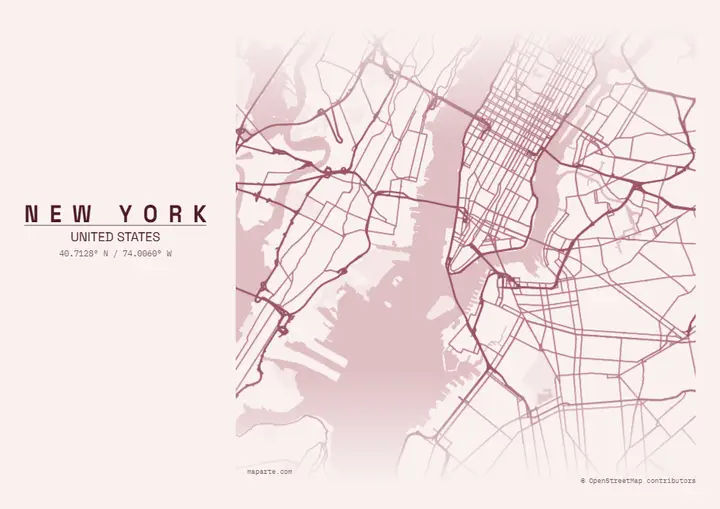 NEW YORK
UNITED STATES
40.7128° N / 74.0060° W
maparte.com
© OpenStreetMap contributors